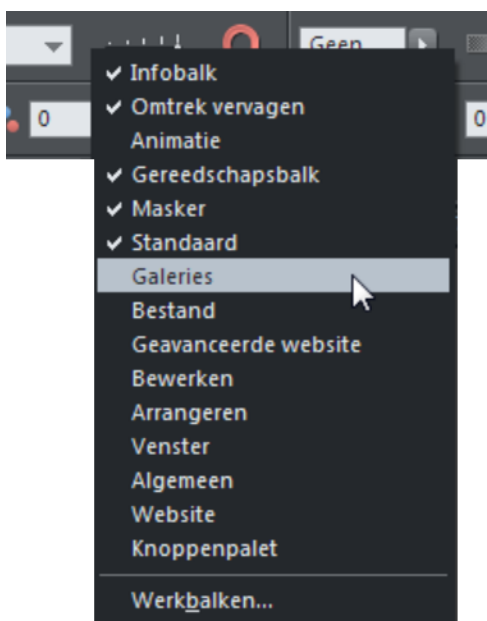 Geen
0
0
Infobalk
Omtrek vervagen
Animatie
Gereedschapsbalk
Masker
Standaard
Galeries
Bestand
Geavanceerde website
Bewerken
Arrangeren
Venster
Algemeen
Website
Knoppenpalet
Werkbalken...